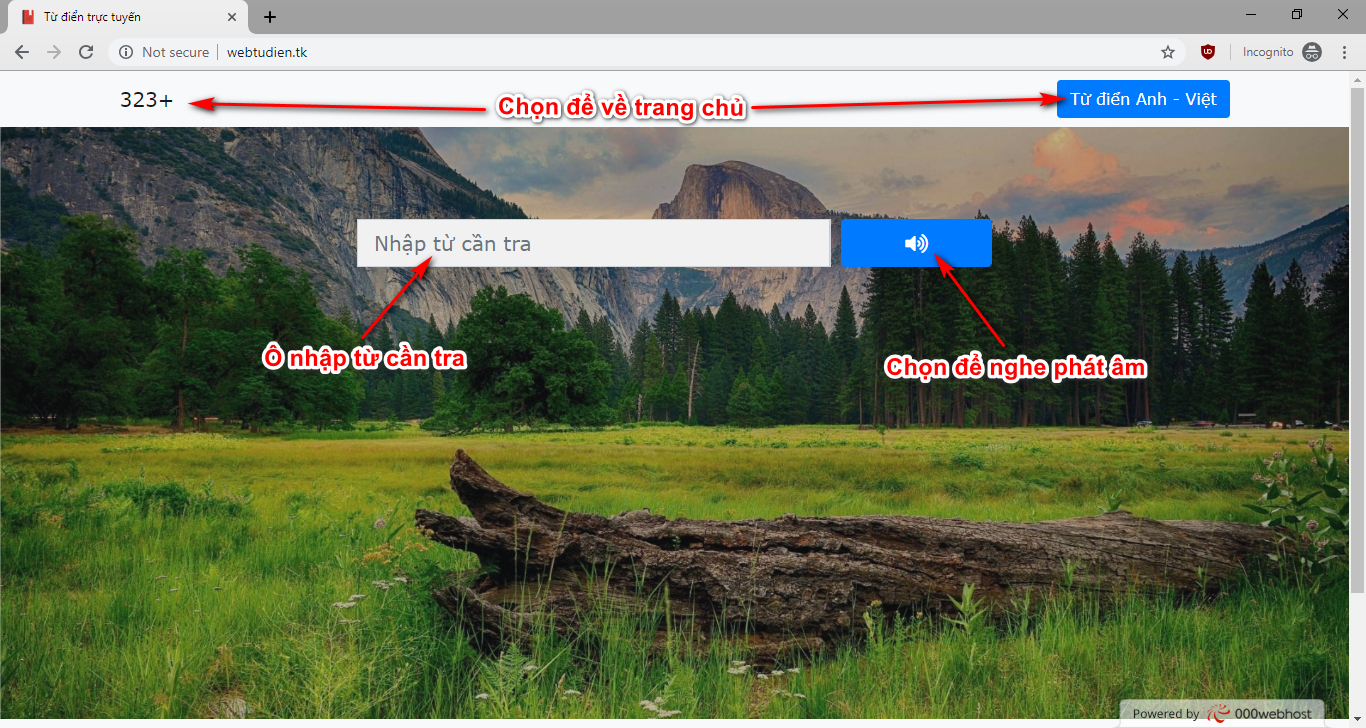 Từ điển trực tuyến
Not secure
webtudien.tk
Incognito
323+
Chọn để về trang chủ
Từ điển Anh - Việt
Nhập từ cần tra
Ô nhập từ cần tra
Chọn để nghe phát âm
Powered by 000webhost